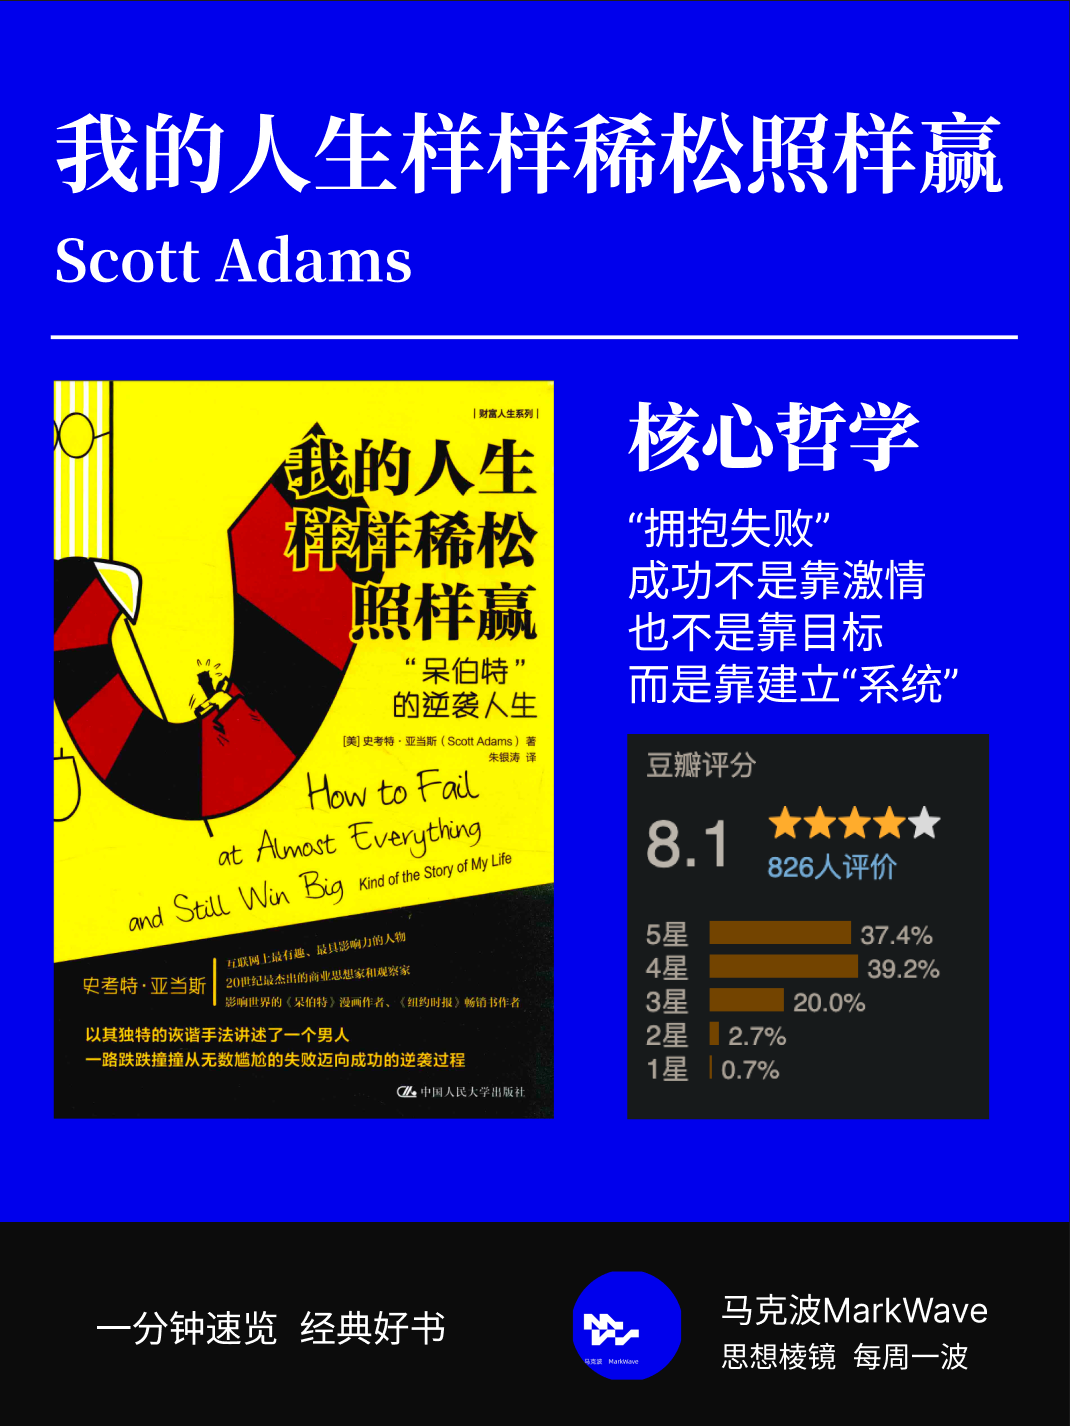 我的人生样样稀松照样赢
Scott Adams
|财富人生系列|
我的人生
样样稀松
照样赢
“呆伯特”
的逆袭人生
[美] 史考特·亚当斯（Scott Adams）著
朱银涛 译
How to Fail
at Almost Everything
and Still Win Big
Kind of the Story of My Life
史考特·亚当斯
互联网上最有趣、最具影响力的人物
20世纪最杰出的商业思想家和观察家
影响世界的《呆伯特》漫画作者、《纽约时报》畅销书作者
以其独特的诙谐手法讲述了一个男人
一路跌跌撞撞从无数尴尬的失败迈向成功的逆袭过程
中国人民大学出版社
核心哲学
“拥抱失败”
成功不是靠激情
也不是靠目标
而是靠建立“系统”
豆瓣评分
8.1
826人评价
5星 37.4%
4星 39.2%
3星 20.0%
2星 2.7%
1星 0.7%
一分钟速览 经典好书
马克波 MarkWave
马克波MarkWave
思想棱镜 每周一波